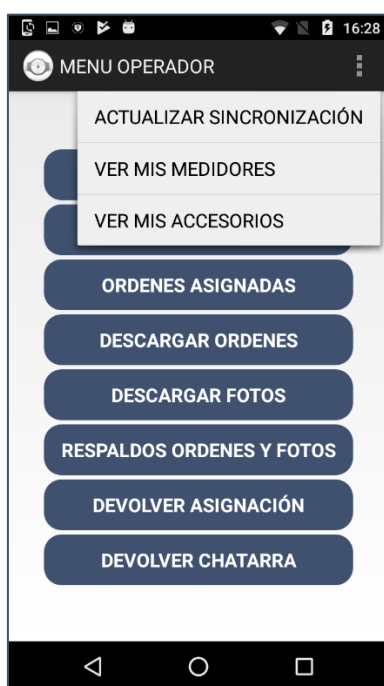 16:28
MENU OPERADOR
ACTUALIZAR SINCRONIZACIÓN
VER MIS MEDIDORES
VER MIS ACCESORIOS
ORDENES ASIGNADAS
DESCARGAR ORDENES
DESCARGAR FOTOS
RESPALDOS ORDENES Y FOTOS
DEVOLVER ASIGNACIÓN
DEVOLVER CHATARRA